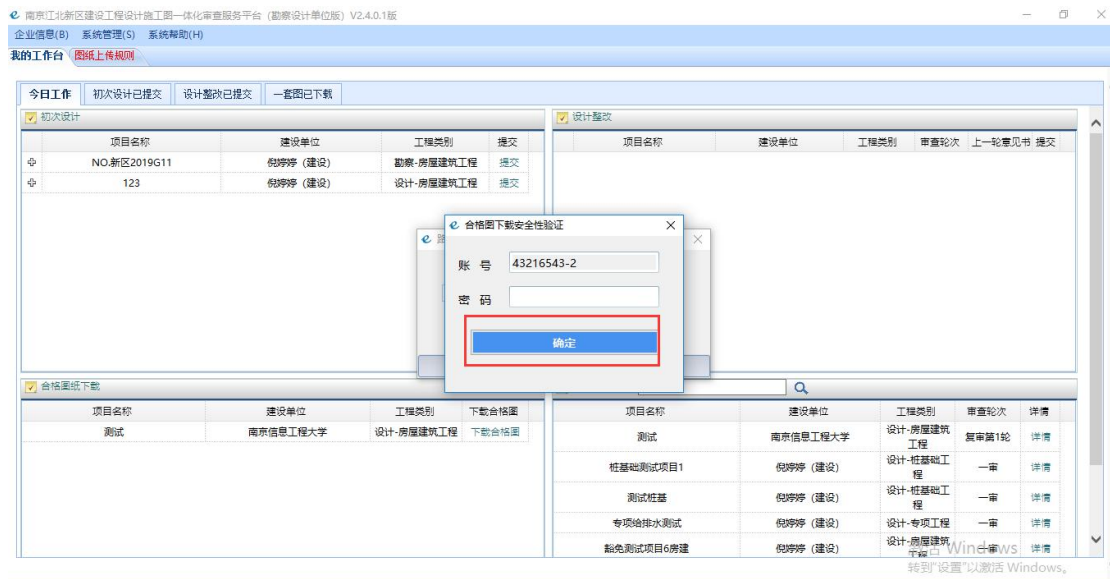 南京江北新区建设工程设计施工图一体化审查服务平台（勘察设计单位版）V2.4.0.1版
企业信息(B) 系统管理(S) 系统帮助(H)
我的工作台 图纸上传规则
今日工作 初次设计已提交 设计整改已提交 一套图已下载
初次设计
项目名称 建设单位 工程类别 提交
NO.新区2019G11 倪婷婷（建设） 勘察-房屋建筑工程 提交
123 倪婷婷（建设） 设计-房屋建筑工程 提交
设计整改
项目名称 建设单位 工程类别 审查轮次 上一轮意见书 提交
合格图下载安全性验证
账 号 43216543-2
密 码
确定
合格图纸下载
项目名称 建设单位 工程类别 下载合格图
测试 南京信息工程大学 设计-房屋建筑工程 下载合格图
项目名称 建设单位 工程类别 审查轮次 详情
测试 南京信息工程大学 设计-房屋建筑工程 复审第1轮 详情
桩基础测试项目1 倪婷婷（建设） 设计-桩基础工程 一审 详情
测试桩基 倪婷婷（建设） 设计-桩基础工程 一审 详情
专项给排水测试 倪婷婷（建设） 设计-专项工程 一审 详情
豁免测试项目6房建 倪婷婷（建设） 设计-房屋建筑工程 一审 详情
激活 Windows
转到"设置"以激活 Windows。